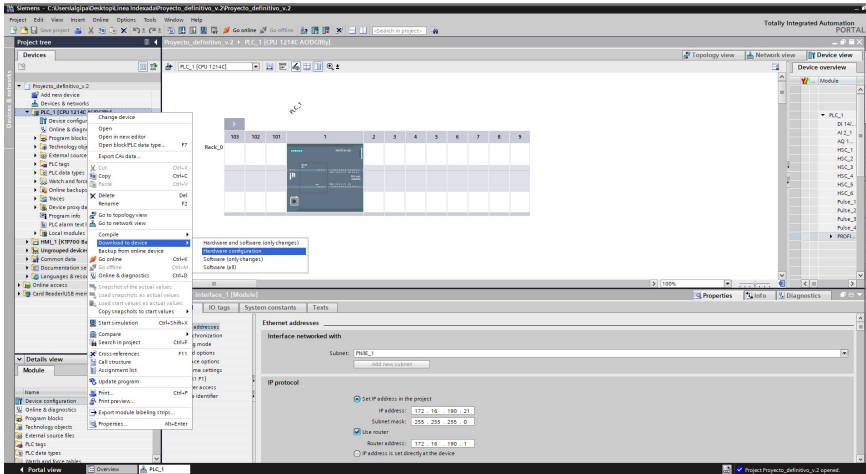 Siemens - C:\Users\algipa\Desktop\Linea Indexada\Proyecto_definitivo_v.2\Proyecto_definitivo_v.2
Project Edit View Insert Online Options Tools Window Help
Totally Integrated Automation
PORTAL
Save project
Go online
Go offline
<Search in project>
Project tree
Proyecto_definitivo_v.2 PLC_1 [CPU 1214C AC/DC/Rly]
Devices
Topology view
Network view
Device view
PLC_1 [CPU 1214C]
Device overview
Module
Proyecto_definitivo_v.2
Add new device
Devices & networks
PLC_1 [CPU 1214C AC/DC/Rly]
Device configur
Online & diagn
Program blocks
Technology obj
External source
PLC tags
PLC data types
Watch and force
Online backups
Traces
Device proxy da
Program info
PLC alarm text l
Local modules
HMI_1 [KTP700 Ba
Ungrouped devices
Common data
Documentation se
Languages & reso
Online access
Card Reader/USB mem
Change device
Open
Open in new editor
Open block/PLC data type... F7
Export CAx data...
Cut Ctrl+X
Copy Ctrl+C
Paste Ctrl+V
Delete Del
Rename F2
Go to topology view
Go to network view
Compile
Download to device
Backup from online device
Go online Ctrl+K
Go offline Ctrl+M
Online & diagnostics Ctrl+D
Snapshot of the actual values
Load snapshots as actual values
Load start values as actual values
Copy snapshots to start values
Start simulation Ctrl+Shift+X
Compare
Search in project Ctrl+F
Cross-references F11
Call structure
Assignment list
Update program
Print... Ctrl+P
Print preview...
Export module labeling strips...
Properties... Alt+Enter
Hardware and software (only changes)
Hardware configuration
Software (only changes)
Software (all)
PLC_1
103 102 101 1 2 3 4 5 6 7 8 9
Rack_0
SIEMENS
PLC_1
DI 14/...
AI 2_1
AQ 1...
HSC_1
HSC_2
HSC_3
HSC_4
HSC_5
HSC_6
Pulse_1
Pulse_2
Pulse_3
Pulse_4
PROFI...
100%
interface_1 [Module]
Properties
Info
Diagnostics
IO tags
System constants
Texts
addresses
Ethernet addresses
Interface networked with
Subnet: PN/IE_1
Add new subnet
IP protocol
Set IP address in the project
IP address: 172 . 16 . 190 . 21
Subnet mask: 255 . 255 . 255 . 0
Use router
Router address: 172 . 16 . 190 . 1
IP address is set directly at the device
Details view
Module
Name
Device configuration
Online & diagnostics
Program blocks
Technology objects
External source files
PLC tags
PLC data types
Watch and force tables
Portal view
Overview
PLC_1
Project Proyecto_definitivo_v.2 opened.